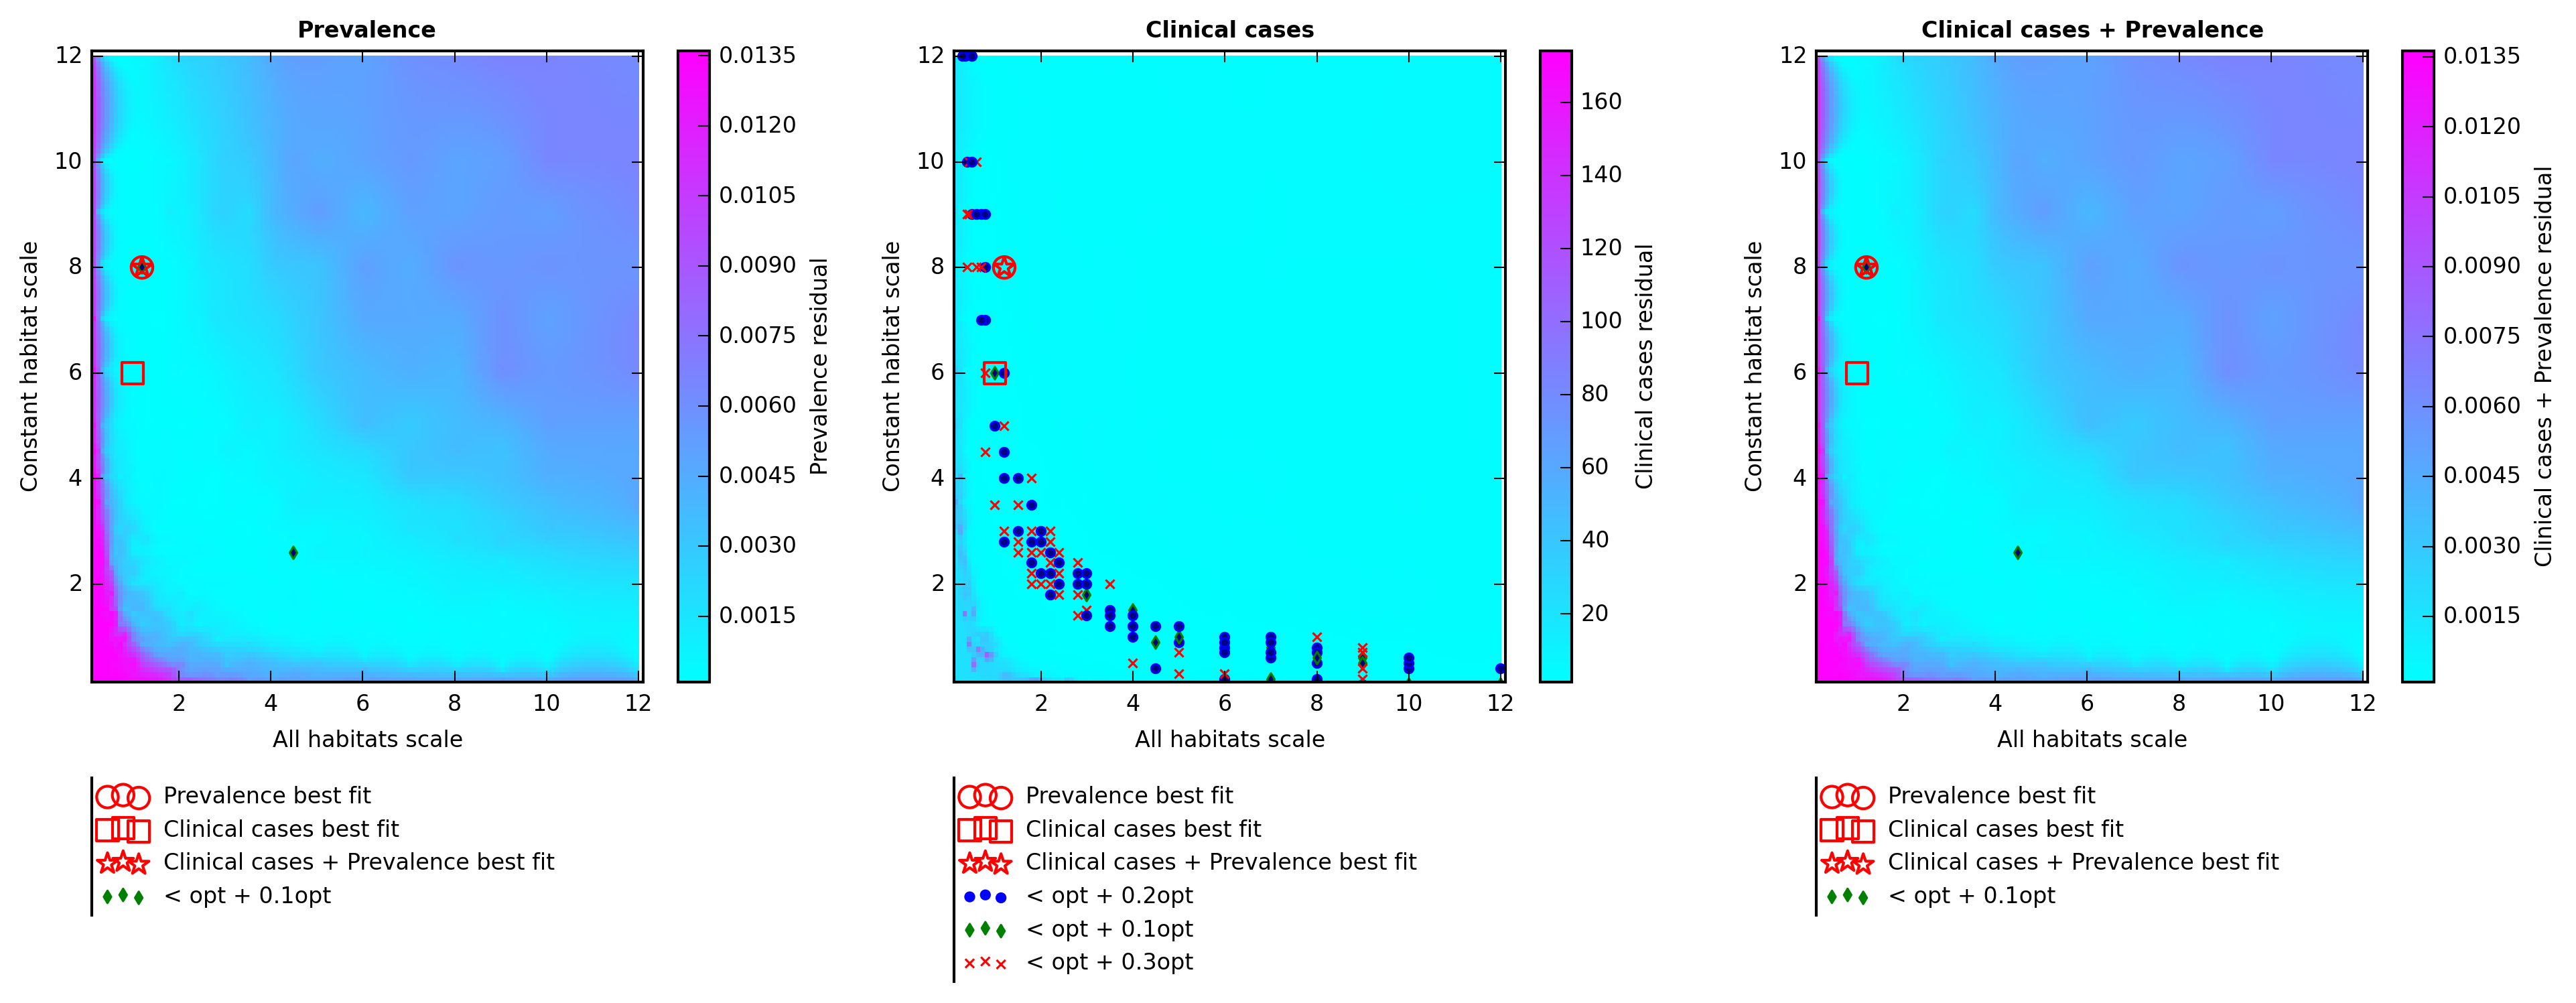 Prevalence
12
10
8
6
4
2
2 4 6 8 10 12
Constant habitat scale
All habitats scale
0.0135
0.0120
0.0105
0.0090
0.0075
0.0060
0.0045
0.0030
0.0015
Prevalence residual
Prevalence best fit
Clinical cases best fit
Clinical cases + Prevalence best fit
< opt + 0.1opt
Clinical cases
12
10
8
6
4
2
2 4 6 8 10 12
Constant habitat scale
All habitats scale
160
140
120
100
80
60
40
20
Clinical cases residual
Prevalence best fit
Clinical cases best fit
Clinical cases + Prevalence best fit
< opt + 0.2opt
< opt + 0.1opt
< opt + 0.3opt
Clinical cases + Prevalence
12
10
8
6
4
2
2 4 6 8 10 12
Constant habitat scale
All habitats scale
0.0135
0.0120
0.0105
0.0090
0.0075
0.0060
0.0045
0.0030
0.0015
Clinical cases + Prevalence residual
Prevalence best fit
Clinical cases best fit
Clinical cases + Prevalence best fit
< opt + 0.1opt